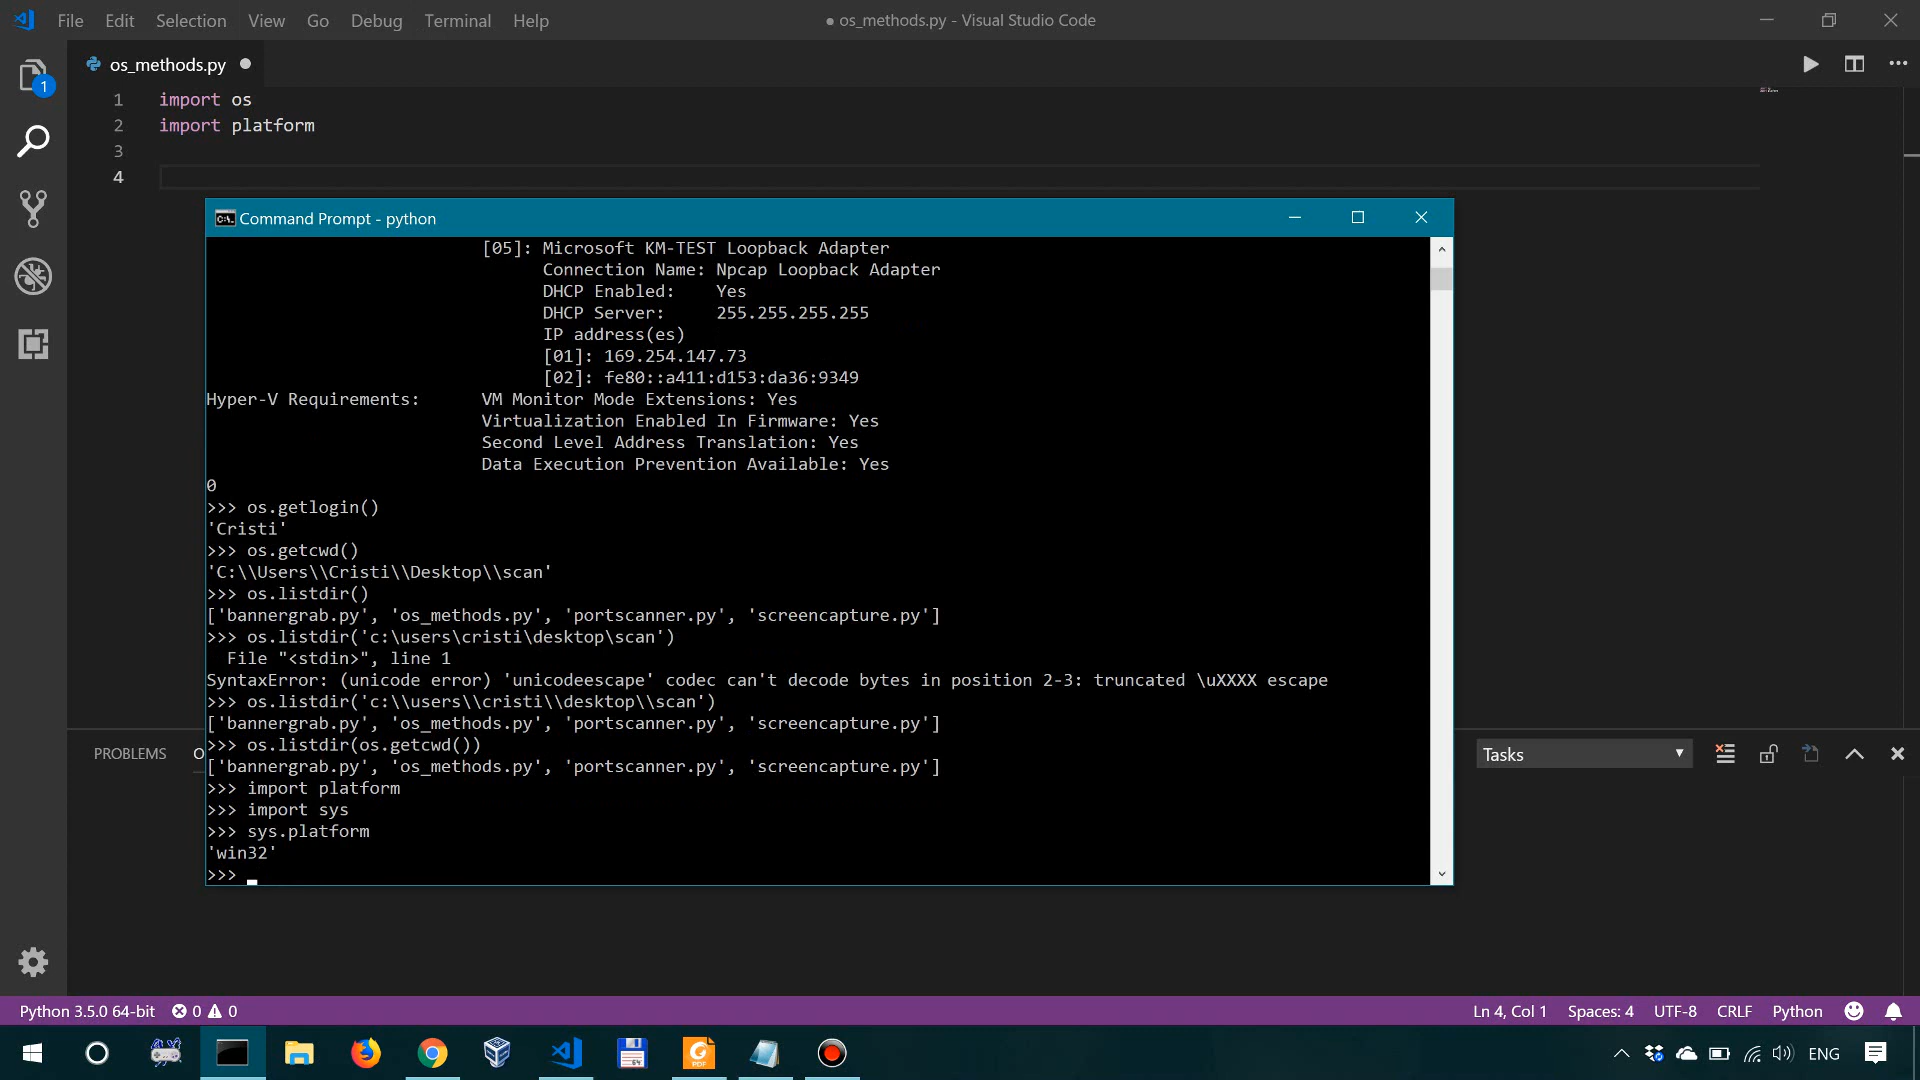 File Edit Selection View Go Debug Terminal Help ● os_methods.py - Visual Studio Code
os_methods.py
1
1 import os
2 import platform
3
4
Command Prompt - python
[05]: Microsoft KM-TEST Loopback Adapter
Connection Name: Npcap Loopback Adapter
DHCP Enabled: Yes
DHCP Server: 255.255.255.255
IP address(es)
[01]: 169.254.147.73
[02]: fe80::a411:d153:da36:9349
Hyper-V Requirements: VM Monitor Mode Extensions: Yes
Virtualization Enabled In Firmware: Yes
Second Level Address Translation: Yes
Data Execution Prevention Available: Yes
0
>>> os.getlogin()
'Cristi'
>>> os.getcwd()
'C:\\Users\\Cristi\\Desktop\\scan'
>>> os.listdir()
['bannergrab.py', 'os_methods.py', 'portscanner.py', 'screencapture.py']
>>> os.listdir('c:\users\cristi\desktop\scan')
File "<stdin>", line 1
SyntaxError: (unicode error) 'unicodeescape' codec can't decode bytes in position 2-3: truncated \uXXXX escape
>>> os.listdir('c:\\users\\cristi\\desktop\\scan')
['bannergrab.py', 'os_methods.py', 'portscanner.py', 'screencapture.py']
>>> os.listdir(os.getcwd())
['bannergrab.py', 'os_methods.py', 'portscanner.py', 'screencapture.py']
>>> import platform
>>> import sys
>>> sys.platform
'win32'
>>>
PROBLEMS O Tasks
Python 3.5.0 64-bit 0 0 Ln 4, Col 1 Spaces: 4 UTF-8 CRLF Python
64 PDF ENG